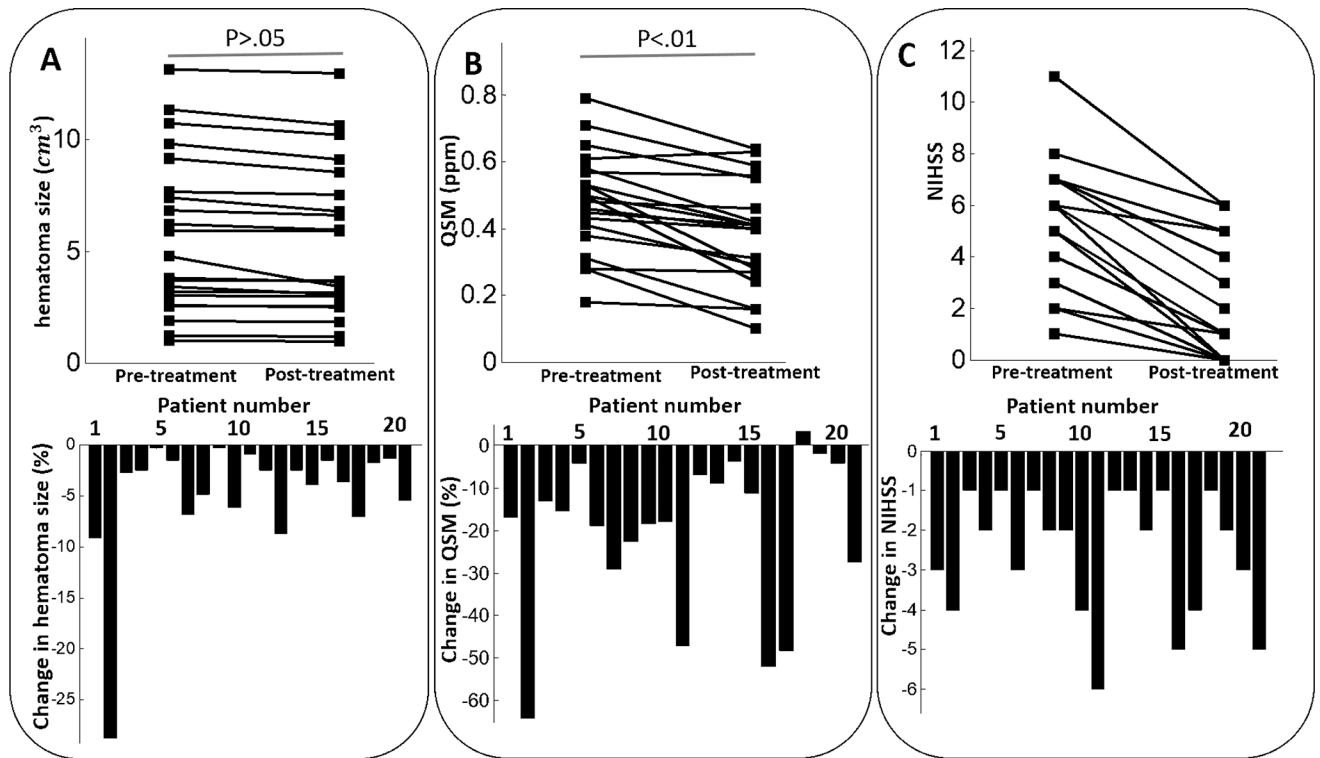 A
P>.05
hematoma size (cm³)
10
5
0
Pre-treatment Post-treatment
Patient number
1 5 10 15 20
Change in hematoma size (%)
0
-5
-10
-15
-20
-25
B
P<.01
QSM (ppm)
0.8
0.6
0.4
0.2
0
Pre-treatment Post-treatment
Patient number
1 5 10 15 20
Change in QSM (%)
0
-10
-20
-30
-40
-50
-60
C
NIHSS
12
10
8
6
4
2
0
Pre-treatment Post-treatment
Patient number
1 5 10 15 20
Change in NIHSS
0
-1
-2
-3
-4
-5
-6